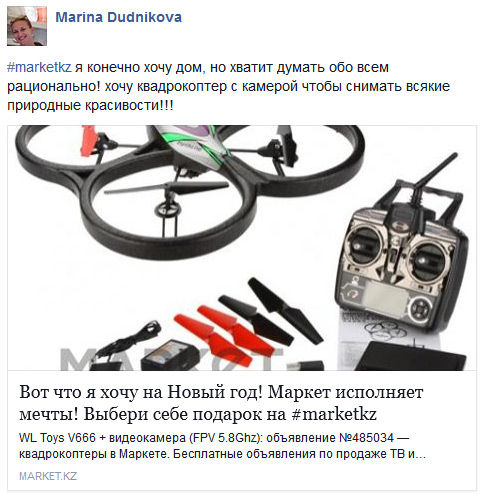 Marina Dudnikova
#marketkz я конечно хочу дом, но хватит думать обо всем
рационально! хочу квадрокоптер с камерой чтобы снимать всякие
природные красивости!!!
MARKET
Вот что я хочу на Новый год! Маркет исполняет
мечты! Выбери себе подарок на #marketkz
WL Toys V666 + видеокамера (FPV 5.8Ghz): объявление №485034 —
квадрокоптеры в Маркете. Бесплатные объявления по продаже ТВ и…
MARKET.KZ